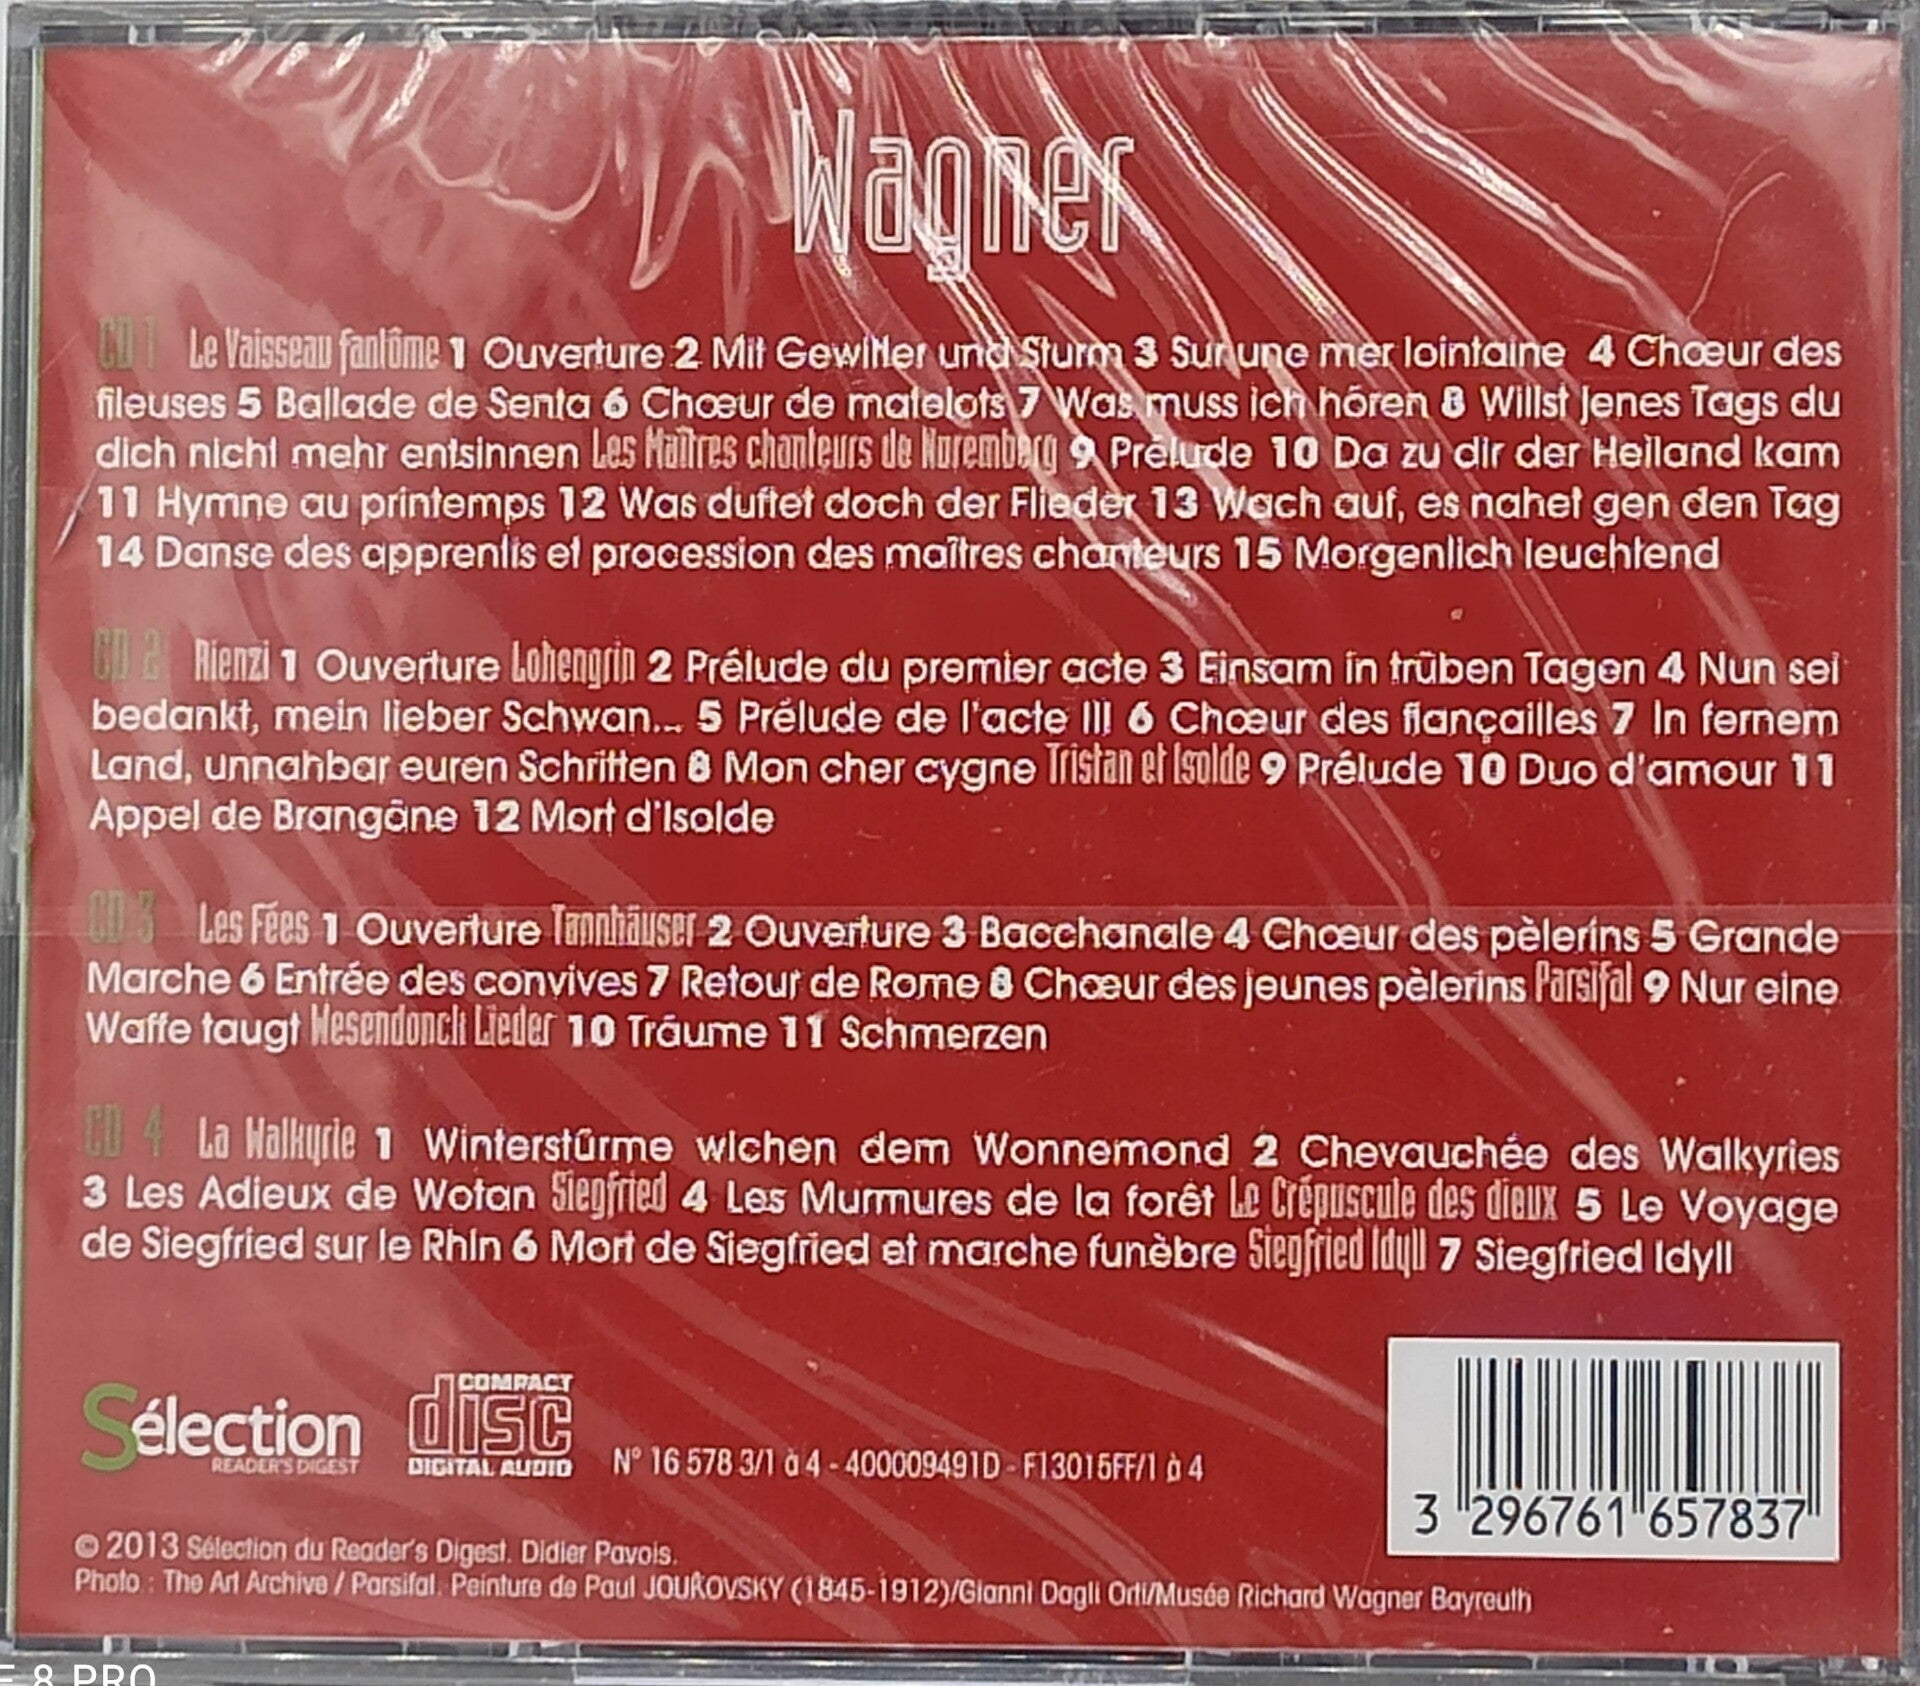 Wagner
CD 1 Le Vaisseau fantôme 1 Ouverture 2 Mit Gewitter und Sturm 3 Sur une mer lointaine 4 Chœur des
fileuses 5 Ballade de Senta 6 Chœur de matelots 7 Was muss ich hören 8 Willst jenes Tags du
dich nicht mehr entsinnen Les Maîtres chanteurs de Nuremberg 9 Prélude 10 Da zu dir der Heiland kam
11 Hymne au printemps 12 Was duftet doch der Flieder 13 Wach auf, es nahet gen den Tag
14 Danse des apprentis et procession des maîtres chanteurs 15 Morgenlich leuchtend
CD 2 Rienzi 1 Ouverture Lohengrin 2 Prélude du premier acte 3 Einsam in trüben Tagen 4 Nun sei
bedankt, mein lieber Schwan... 5 Prélude de l'acte III 6 Chœur des fiançailles 7 In fernem
Land, unnahbar euren Schritten 8 Mon cher cygne Tristan et Isolde 9 Prélude 10 Duo d'amour 11
Appel de Brangäne 12 Mort d'Isolde
CD 3 Les Fées 1 Ouverture Tannhäuser 2 Ouverture 3 Bacchanale 4 Chœur des pèlerins 5 Grande
Marche 6 Entrée des convives 7 Retour de Rome 8 Chœur des jeunes pèlerins Parsifal 9 Nur eine
Waffe taugt Wesendonck Lieder 10 Träume 11 Schmerzen
CD 4 La Walkyrie 1 Winterstürme wichen dem Wonnemond 2 Chevauchée des Walkyries
3 Les Adieux de Wotan Siegfried 4 Les Murmures de la forêt Le Crépuscule des dieux 5 Le Voyage
de Siegfried sur le Rhin 6 Mort de Siegfried et marche funèbre Siegfried Idyll 7 Siegfried Idyll
Sélection
READER'S DIGEST
COMPACT
disc
DIGITAL AUDIO
N° 16 578 3/1 à 4 - 400009491D - F13015FF/1 à 4
3 296761 657837
© 2013 Sélection du Reader's Digest. Didier Pavois.
Photo : The Art Archive / Parsifal. Peinture de Paul JOUKOVSKY (1845-1912)/Gianni Dagli Orti/Musée Richard Wagner Bayreuth
E 8 PRO